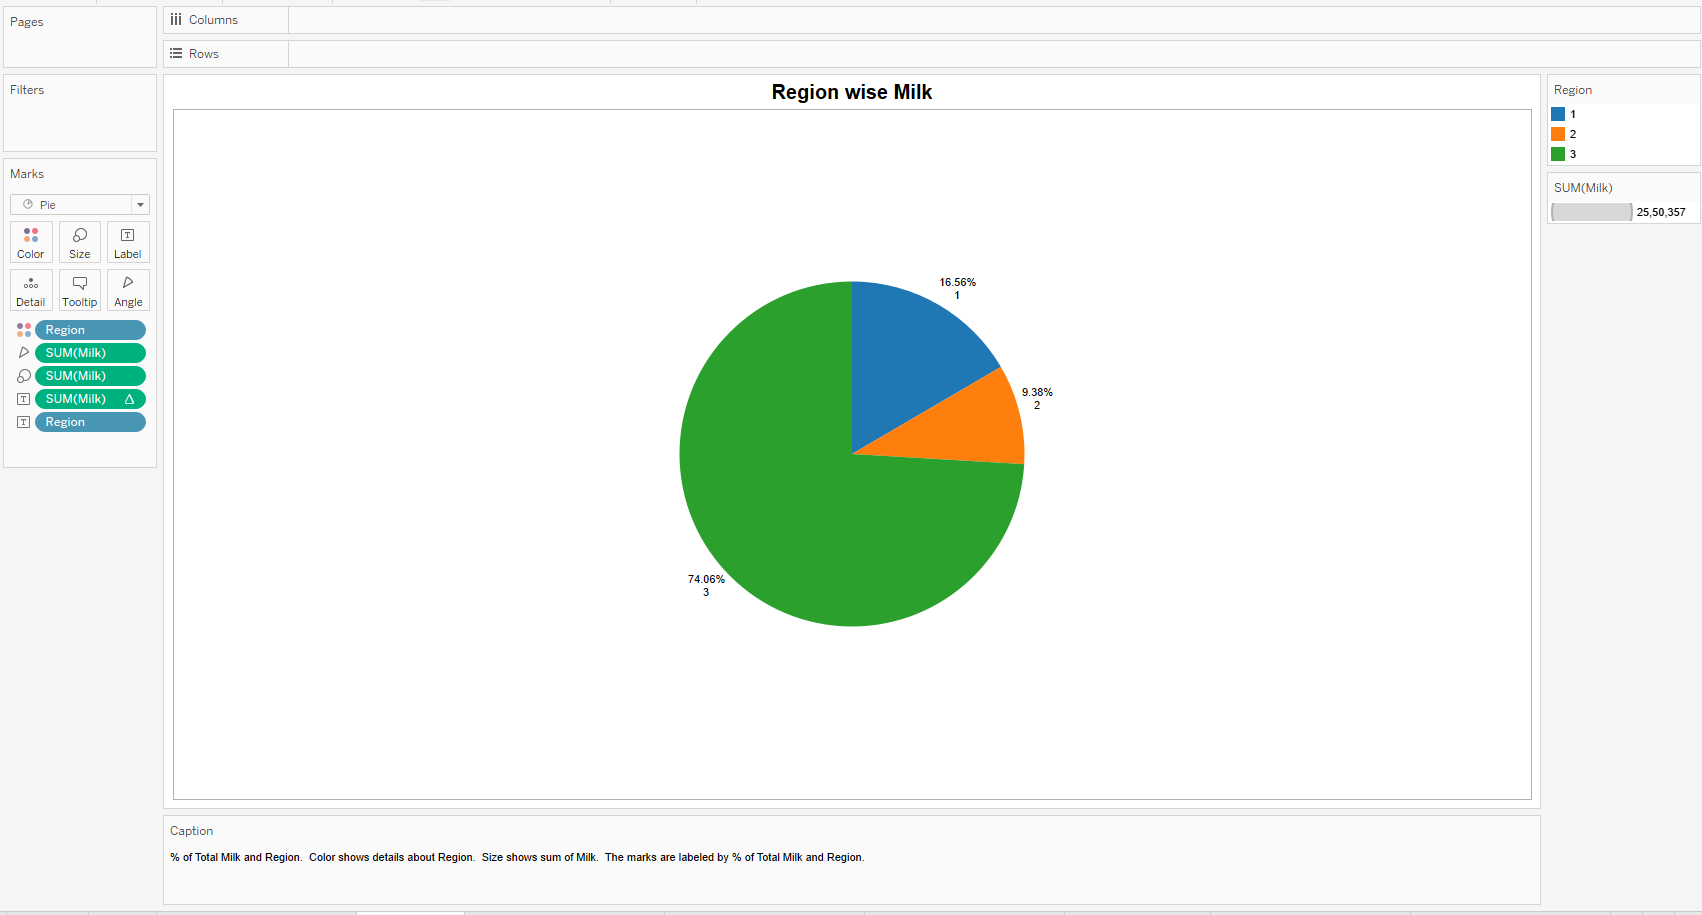 Pages
Columns
Rows
Filters
Marks
Pie
Color
Size
Label
Detail
Tooltip
Angle
Region
SUM(Milk)
SUM(Milk)
SUM(Milk)
Region
Region wise Milk
16.56%
1
9.38%
2
74.06%
3
Region
1
2
3
SUM(Milk)
25,50,357
Caption
% of Total Milk and Region. Color shows details about Region. Size shows sum of Milk. The marks are labeled by % of Total Milk and Region.